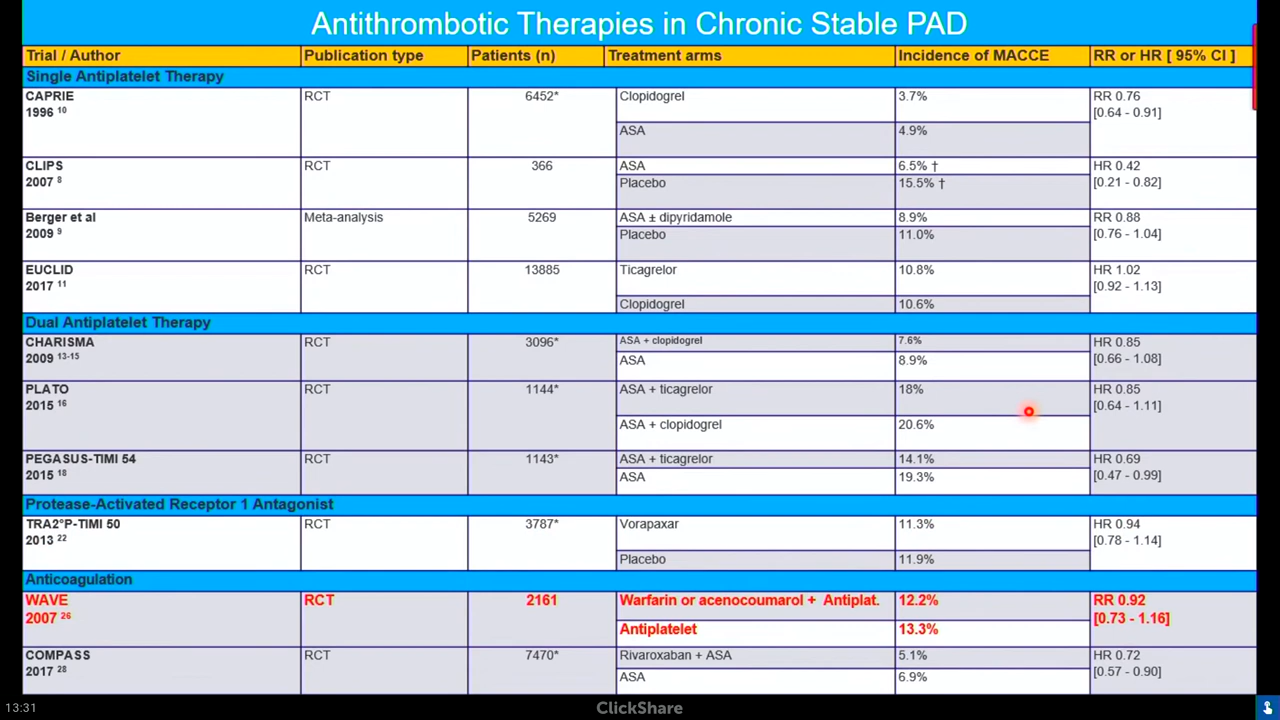 Antithrombotic Therapies in Chronic Stable PAD
Trial / Author Publication type Patients (n) Treatment arms Incidence of MACCE RR or HR [ 95% CI ]
Single Antiplatelet Therapy
CAPRIE RCT 6452* Clopidogrel 3.7% RR 0.76
1996 10 [0.64 - 0.91)
ASA 4.9%
CLIPS RCT 366 ASA 6.5% † HR 0.42
2007 8 Placebo 15.5% † [0.21 - 0.82)
Berger et al Meta-analysis 5269 ASA ± dipyridamole 8.9% RR 0.88
2009 9 Placebo 11.0% [0.76 - 1.04)
EUCLID RCT 13885 Ticagrelor 10.8% HR 1.02
2017 11 [0.92 - 1.13)
Clopidogrel 10.6%
Dual Antiplatelet Therapy
CHARISMA RCT 3096* ASA + clopidogrel 7.6% HR 0.85
2009 13-15 ASA 8.9% [0.66 - 1.08)
PLATO RCT 1144* ASA + ticagrelor 18% HR 0.85
2015 16 [0.64 - 1.11)
ASA + clopidogrel 20.6%
PEGASUS-TIMI 54 RCT 1143* ASA + ticagrelor 14.1% HR 0.69
2015 18 ASA 19.3% [0.47 - 0.99)
Protease-Activated Receptor 1 Antagonist
TRA2°P-TIMI 50 RCT 3787* Vorapaxar 11.3% HR 0.94
2013 22 [0.78 - 1.14)
Placebo 11.9%
Anticoagulation
WAVE RCT 2161 Warfarin or acenocoumarol + Antiplat. 12.2% RR 0.92
2007 26 [0.73 - 1.16]
Antiplatelet 13.3%
COMPASS RCT 7470* Rivaroxaban + ASA 5.1% HR 0.72
2017 28 ASA 6.9% [0.57 - 0.90)
13:31 ClickShare